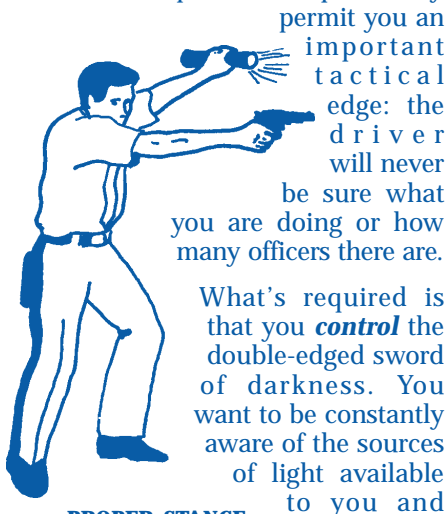 permit you an
important
tactical
edge: the
driver
will never
be sure what
you are doing or how
many officers there are.
What's required is
that you control the
double-edged sword
of darkness. You
want to be constantly
aware of the sources
of light available
to you and
PROPER STANCE